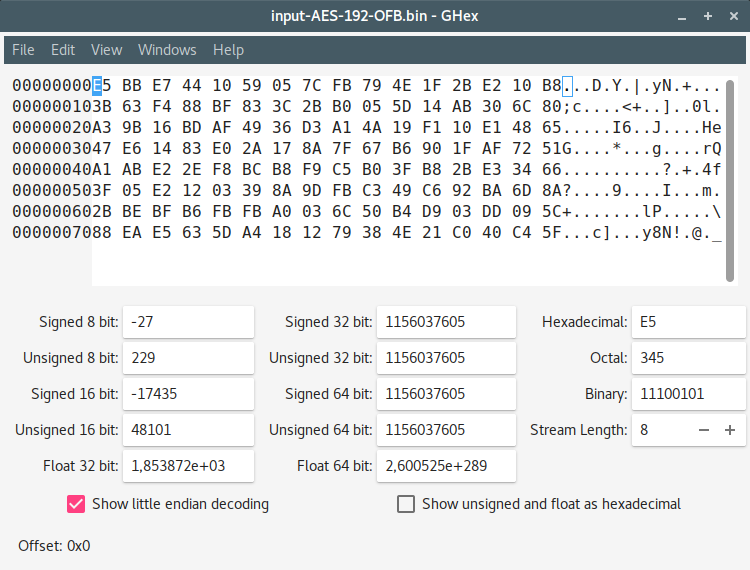 input-AES-192-OFB.bin - GHex
File Edit View Windows Help
00000000E5 BB E7 44 10 59 05 7C FB 79 4E 1F 2B E2 10 B8...D.Y.|.yN.+...
000000103B 63 F4 88 BF 83 3C 2B B0 05 5D 14 AB 30 6C 80;c....<+..]..0l.
00000020A3 9B 16 BD AF 49 36 D3 A1 4A 19 F1 10 E1 48 65.....I6..J....He
0000003047 E6 14 83 E0 2A 17 8A 7F 67 B6 90 1F AF 72 51G....*...g....rQ
00000040A1 AB E2 2E F8 BC B8 F9 C5 B0 3F B8 2B E3 34 66..........?.+.4f
000000503F 05 E2 12 03 39 8A 9D FB C3 49 C6 92 BA 6D 8A?....9....I...m.
000000602B BE BF B6 FB FB A0 03 6C 50 B4 D9 03 DD 09 5C+.......lP.....\
0000007088 EA E5 63 5D A4 18 12 79 38 4E 21 C0 40 C4 5F...c]...y8N!.@._
Signed 8 bit: -27 Signed 32 bit: 1156037605 Hexadecimal: E5
Unsigned 8 bit: 229 Unsigned 32 bit: 1156037605 Octal: 345
Signed 16 bit: -17435 Signed 64 bit: 1156037605 Binary: 11100101
Unsigned 16 bit: 48101 Unsigned 64 bit: 1156037605 Stream Length: 8 − +
Float 32 bit: 1,853872e+03 Float 64 bit: 2,600525e+289
Show little endian decoding Show unsigned and float as hexadecimal
Offset: 0x0